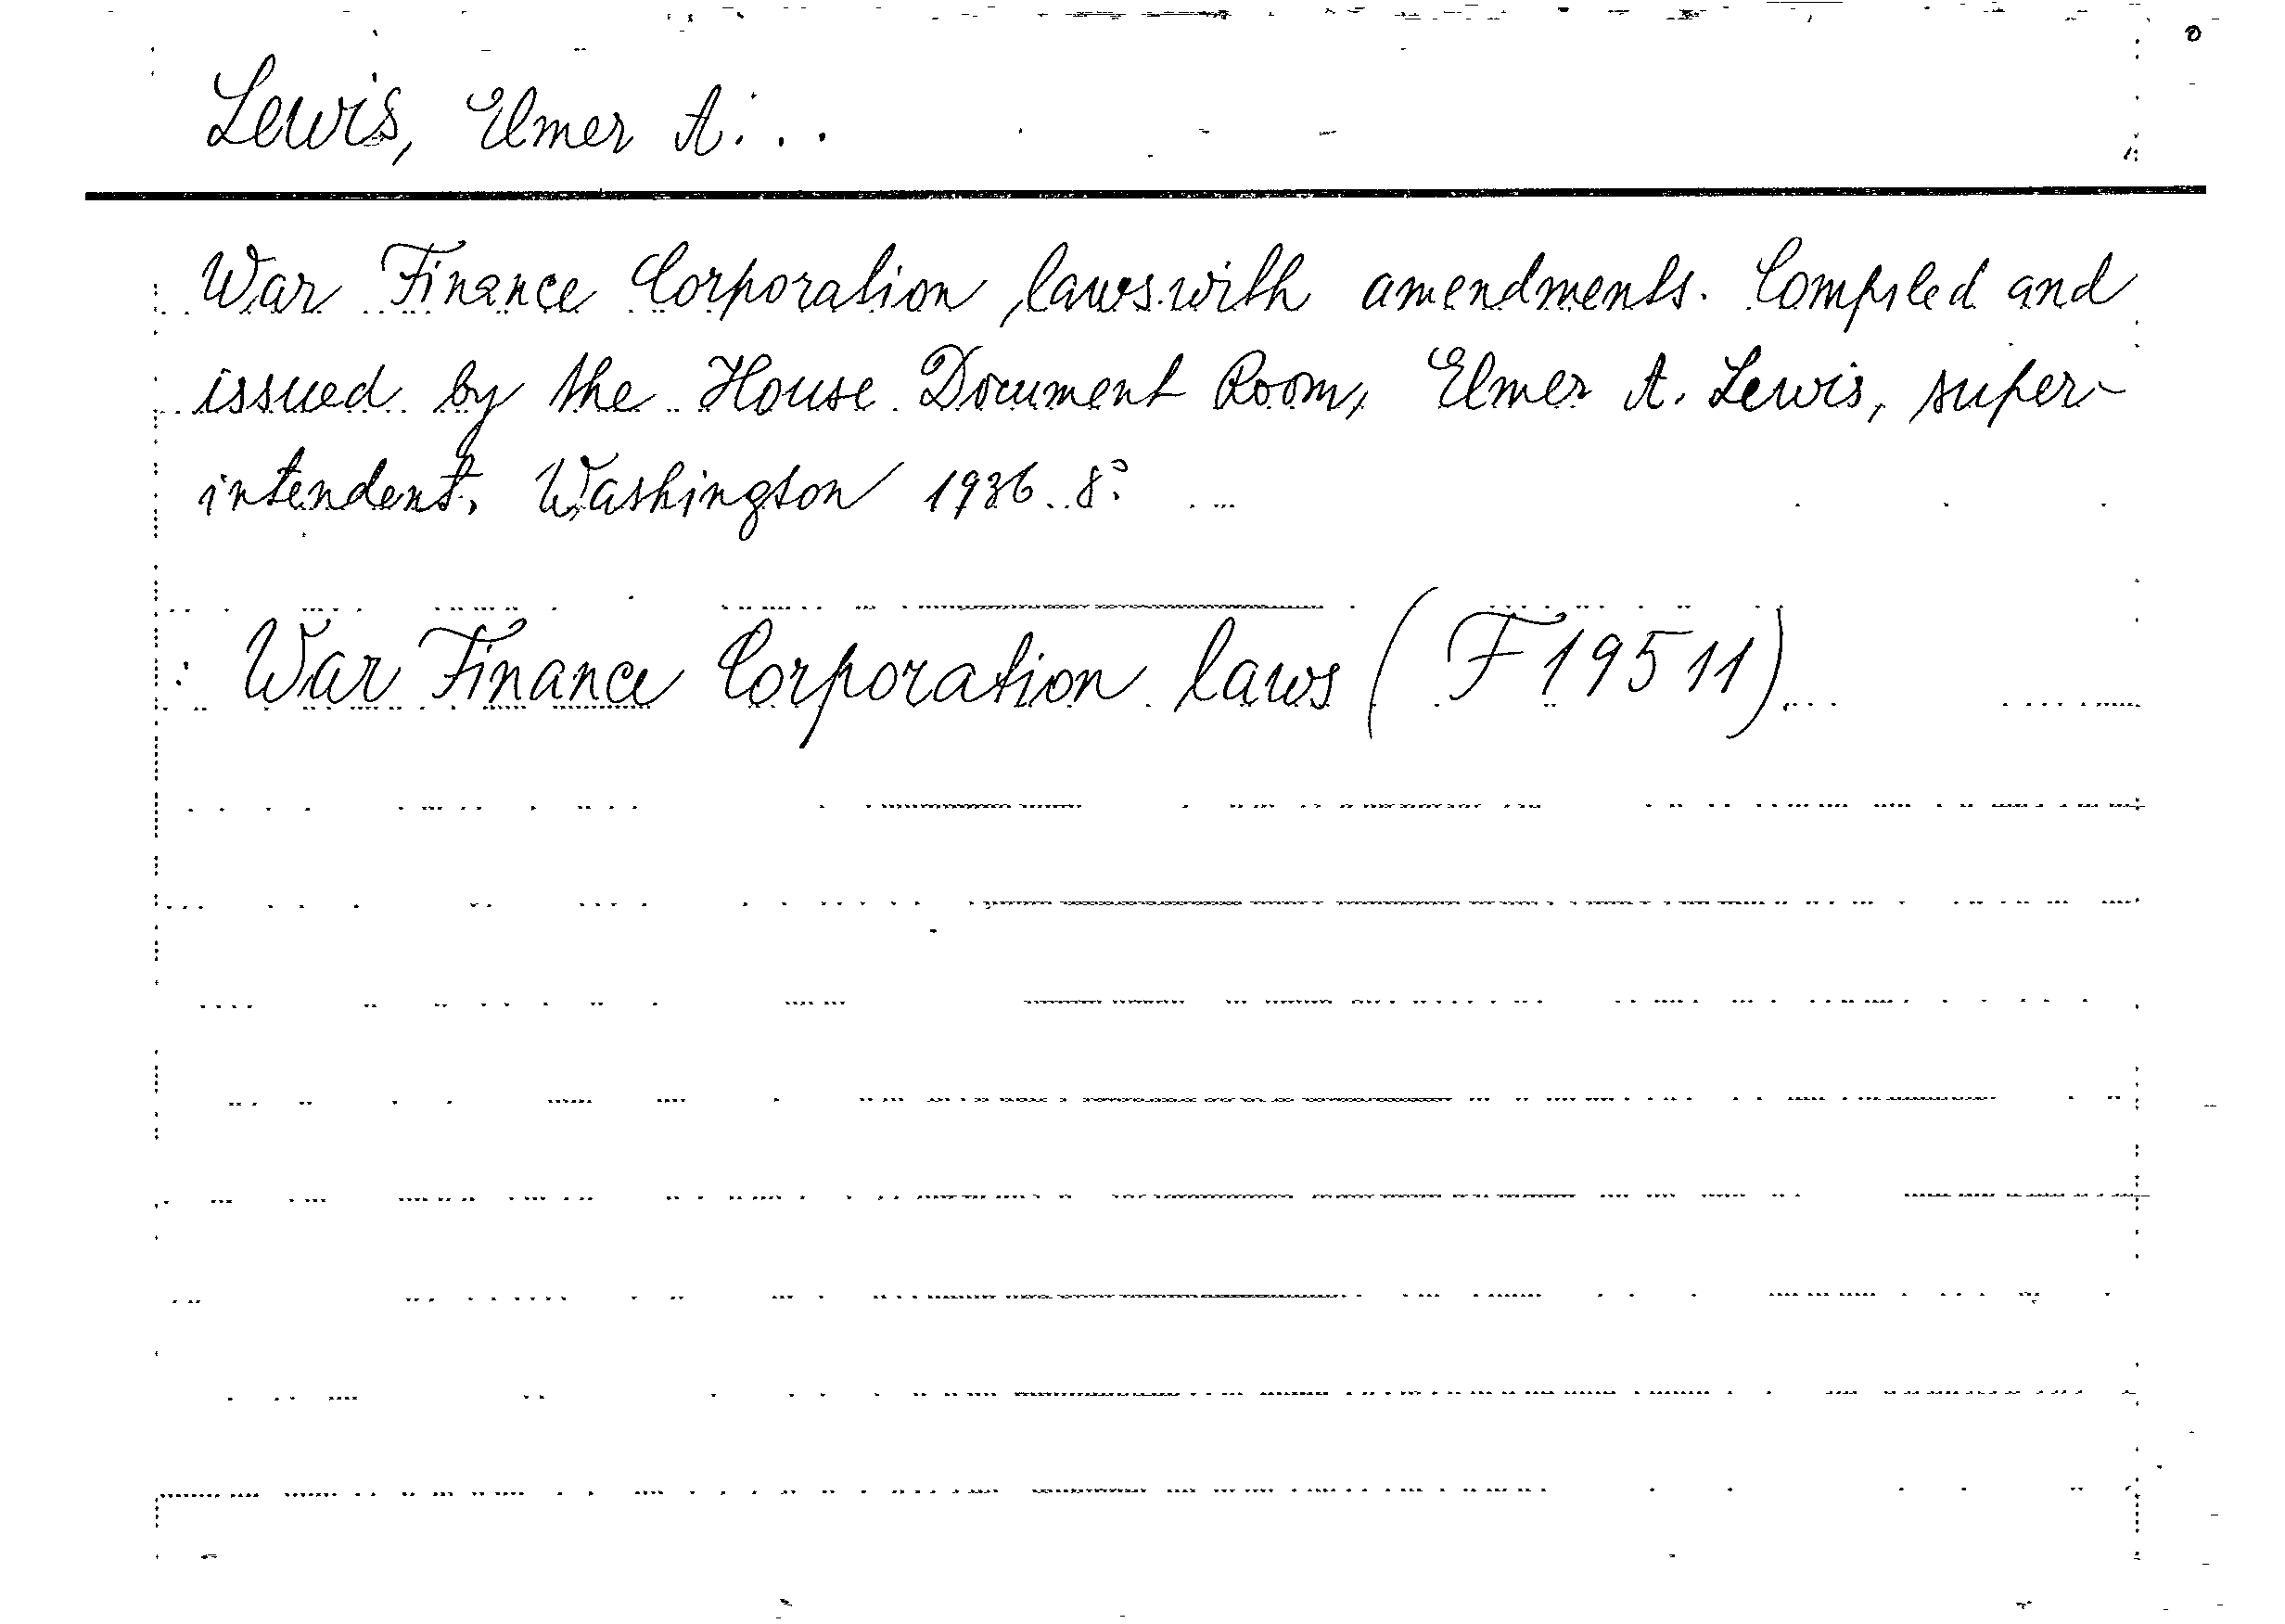 Lewis, Elmer A...
War Finance Corporation laws with amendments. Compiled and
issued by the House Document Room, Elmer A. Lewis, super-
intendent. Washington 1936. 8°.
War Finance Corporation laws (F 19511)